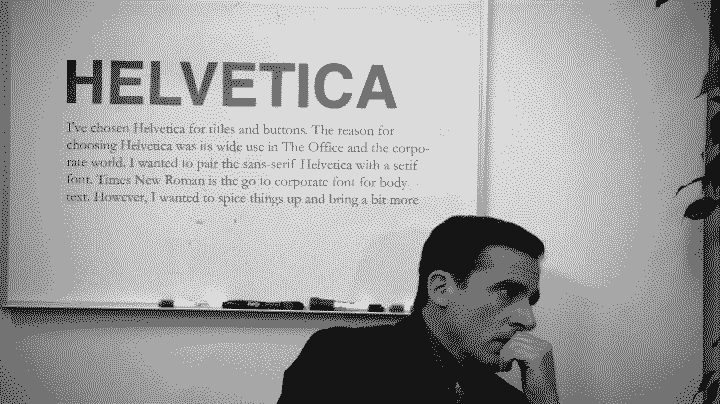 HELVETICA
I've chosen Helvetica for titles and buttons. The reason for
choosing Helvetica was its wide use in The Office and the corpo-
rate world. I wanted to pair the sans-serif Helvetica with a serif
font. Times New Roman is the go to corporate font for body
text. However, I wanted to spice things up and bring a bit more